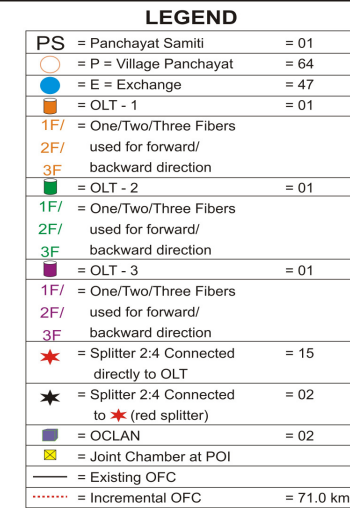 LEGEND
PS = Panchayat Samiti = 01
= P = Village Panchayat = 64
= E = Exchange = 47
= OLT - 1 = 01
1F/ = One/Two/Three Fibers
2F/ used for forward/
3F backward direction
= OLT - 2 = 01
1F/ = One/Two/Three Fibers
2F/ used for forward/
3F backward direction
= OLT - 3 = 01
1F/ = One/Two/Three Fibers
2F/ used for forward/
3F backward direction
= Splitter 2:4 Connected = 15
directly to OLT
= Splitter 2:4 Connected = 02
to (red splitter)
= OCLAN = 02
= Joint Chamber at POI
= Existing OFC
= Incremental OFC = 71.0 km